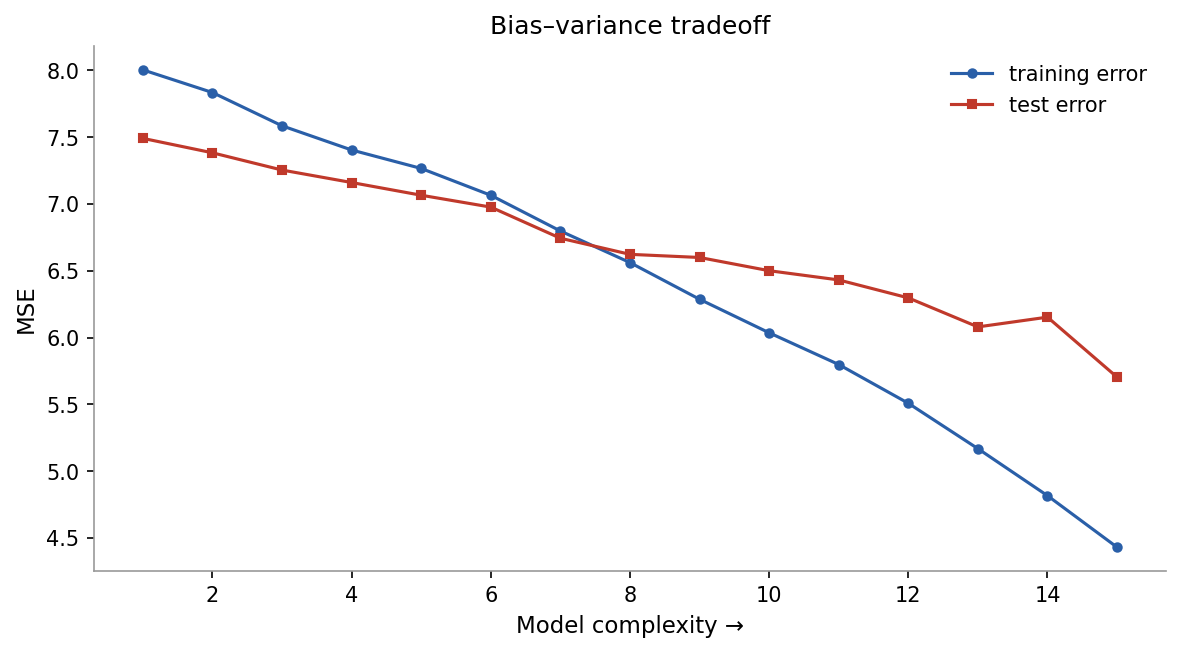 Bias–variance tradeoff
training error
test error
MSE
8.0
7.5
7.0
6.5
6.0
5.5
5.0
4.5
2 4 6 8 10 12 14
Model complexity →